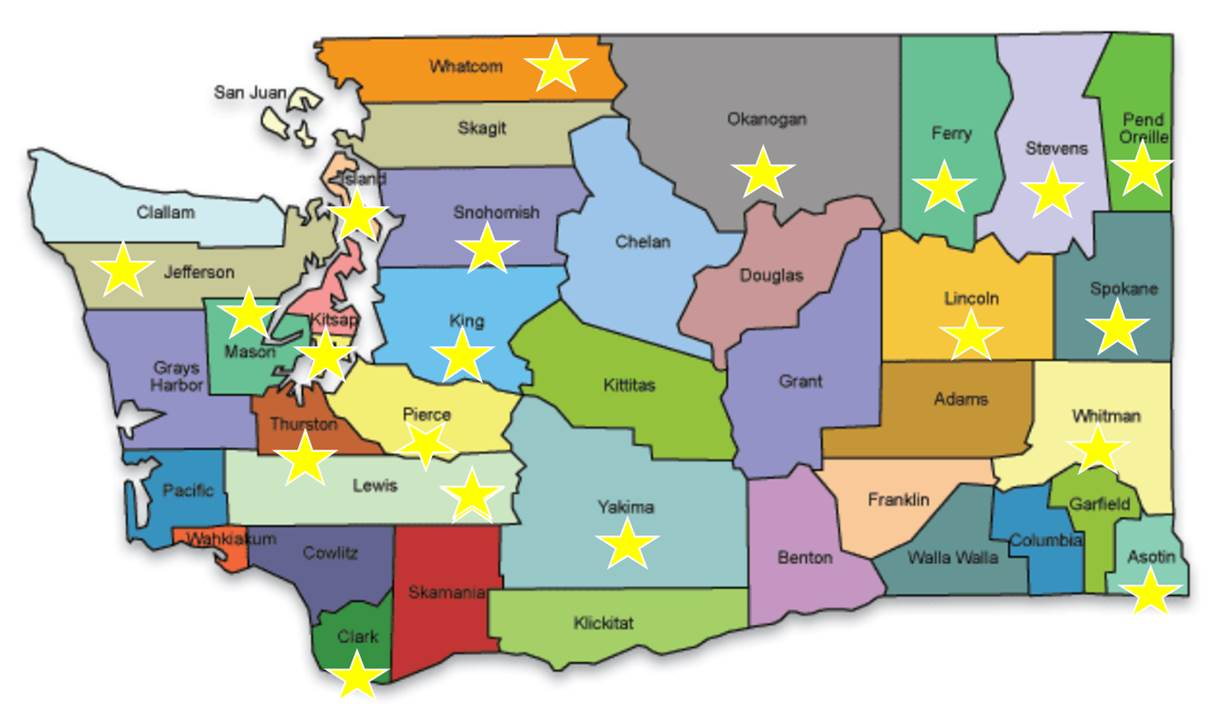 Whatcom
San Juan
Skagit
Okanogan
Ferry
Stevens
Pend
Oreille
Island
Clallam
Snohomish
Chelan
Jefferson
Douglas
Lincoln
Spokane
Kitsap
King
Mason
Grays
Harbor
Kittitas
Grant
Adams
Thurston
Pierce
Whitman
Pacific
Lewis
Yakima
Franklin
Garfield
Wahkiakum
Cowlitz
Benton
Walla Walla
Columbia
Asotin
Skamania
Klickitat
Clark